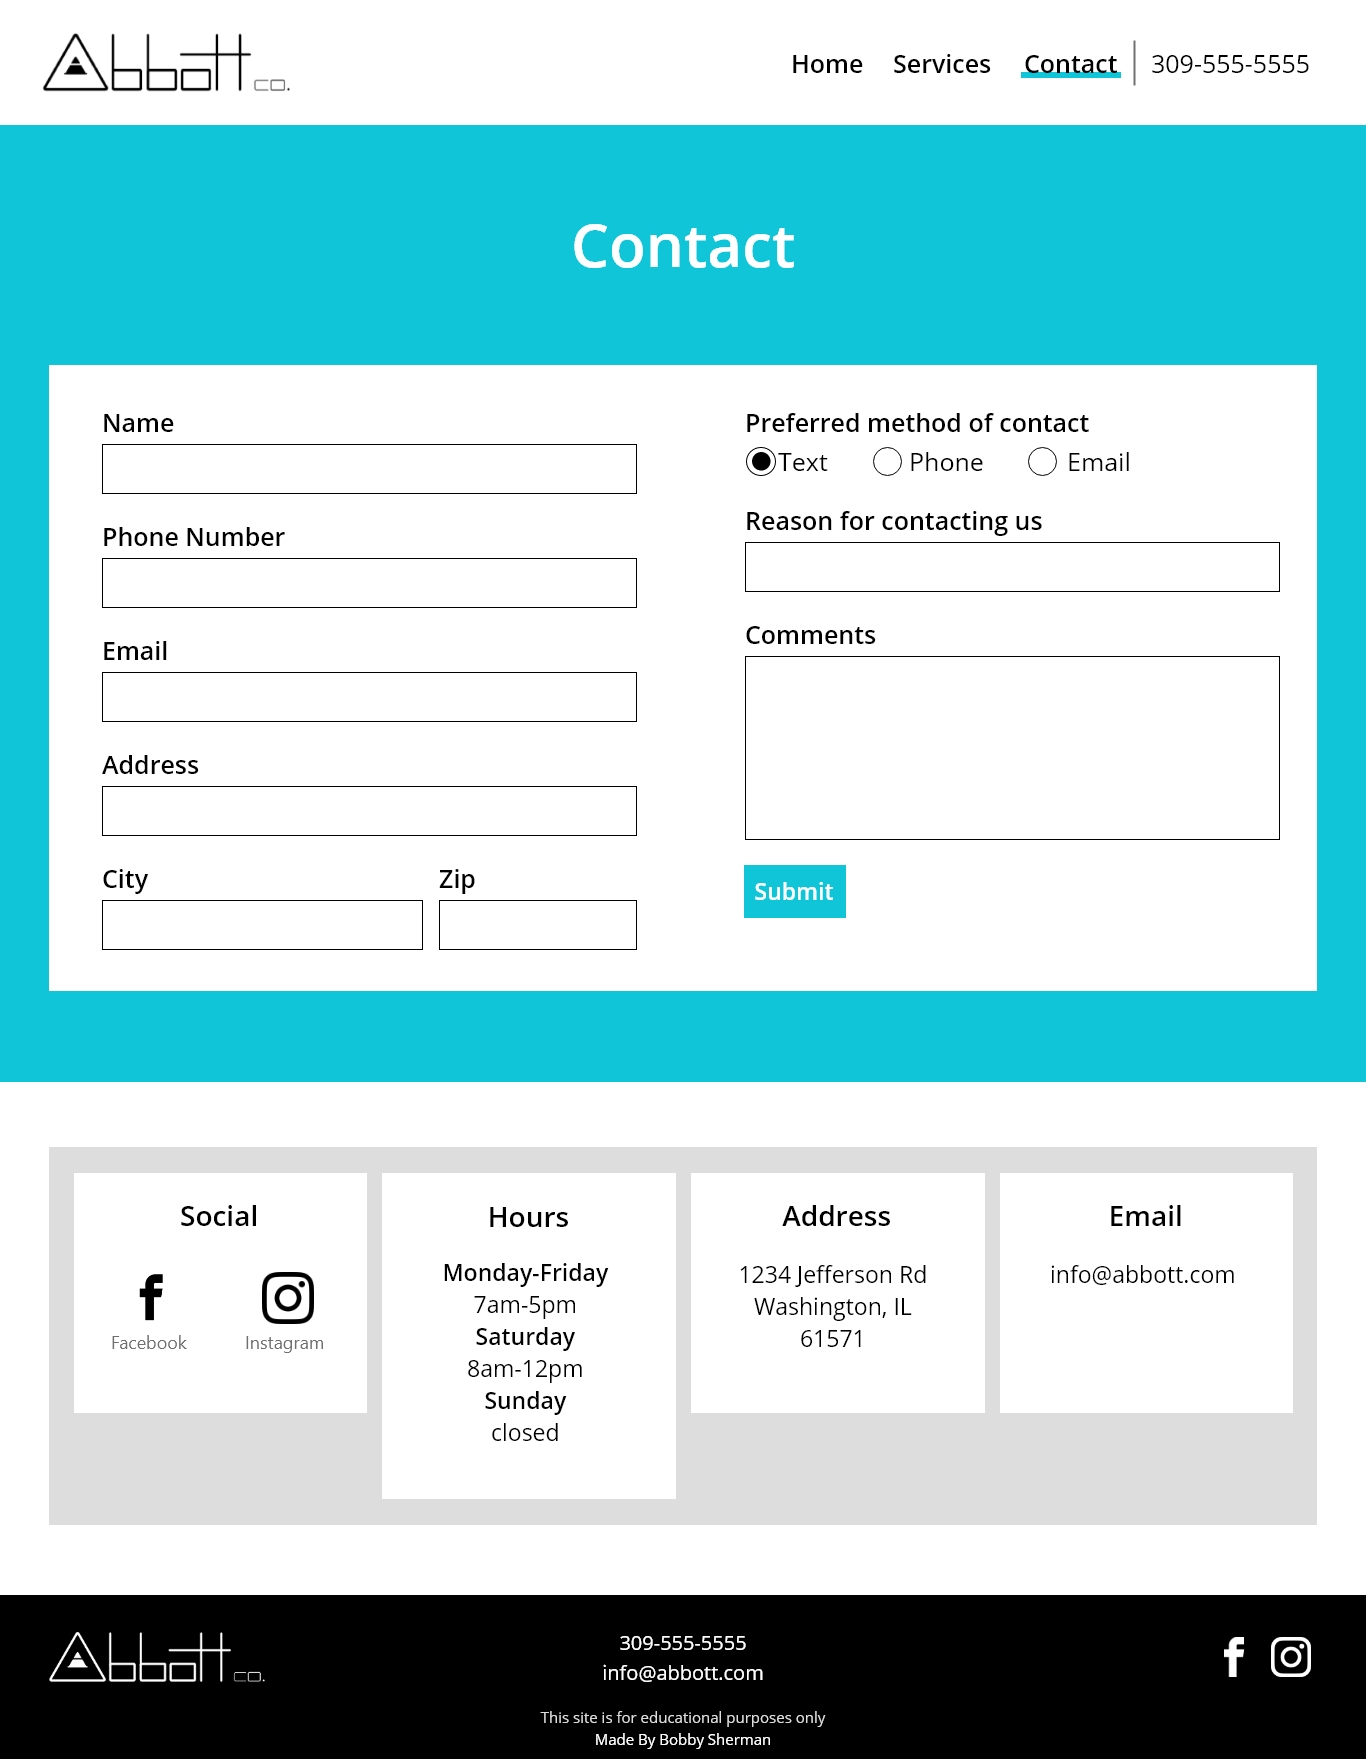 Abbott CO.
Home Services Contact 309-555-5555
Contact
Name
Phone Number
Email
Address
City Zip
Preferred method of contact
Text Phone Email
Reason for contacting us
Comments
Submit
Social
Facebook Instagram
Hours
Monday-Friday
7am-5pm
Saturday
8am-12pm
Sunday
closed
Address
1234 Jefferson Rd
Washington, IL
61571
Email
info@abbott.com
Abbott CO.
309-555-5555
info@abbott.com
This site is for educational purposes only
Made By Bobby Sherman